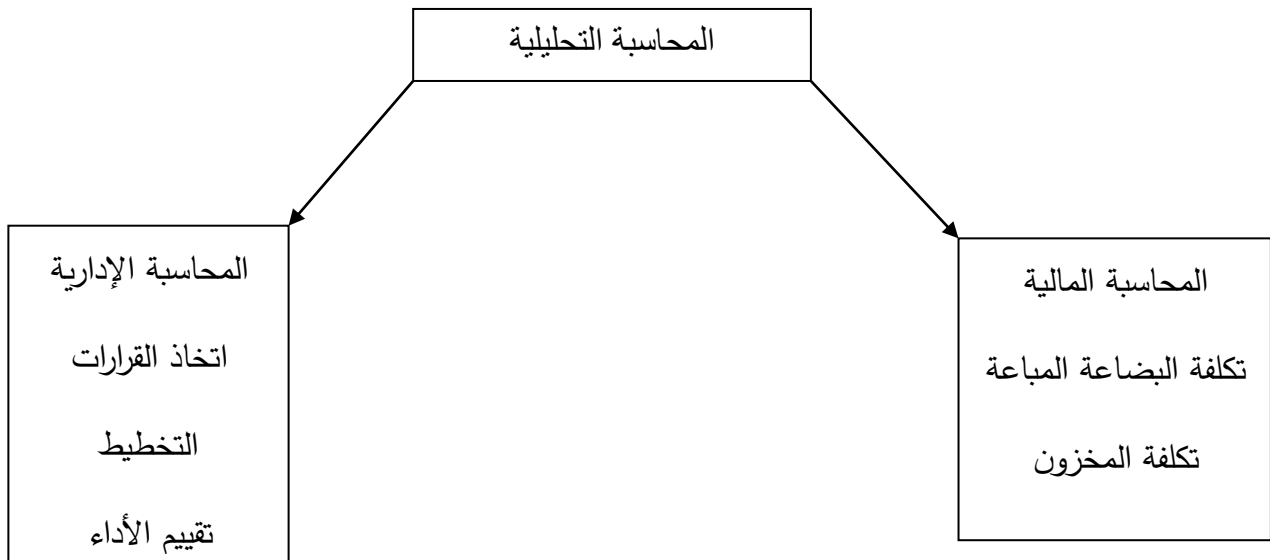 المحاسبة التحليلية
المحاسبة المالية
تكلفة البضاعة المباعة
تكلفة المخزون
المحاسبة الإدارية
اتخاذ القرارات
التخطيط
تقييم الأداء